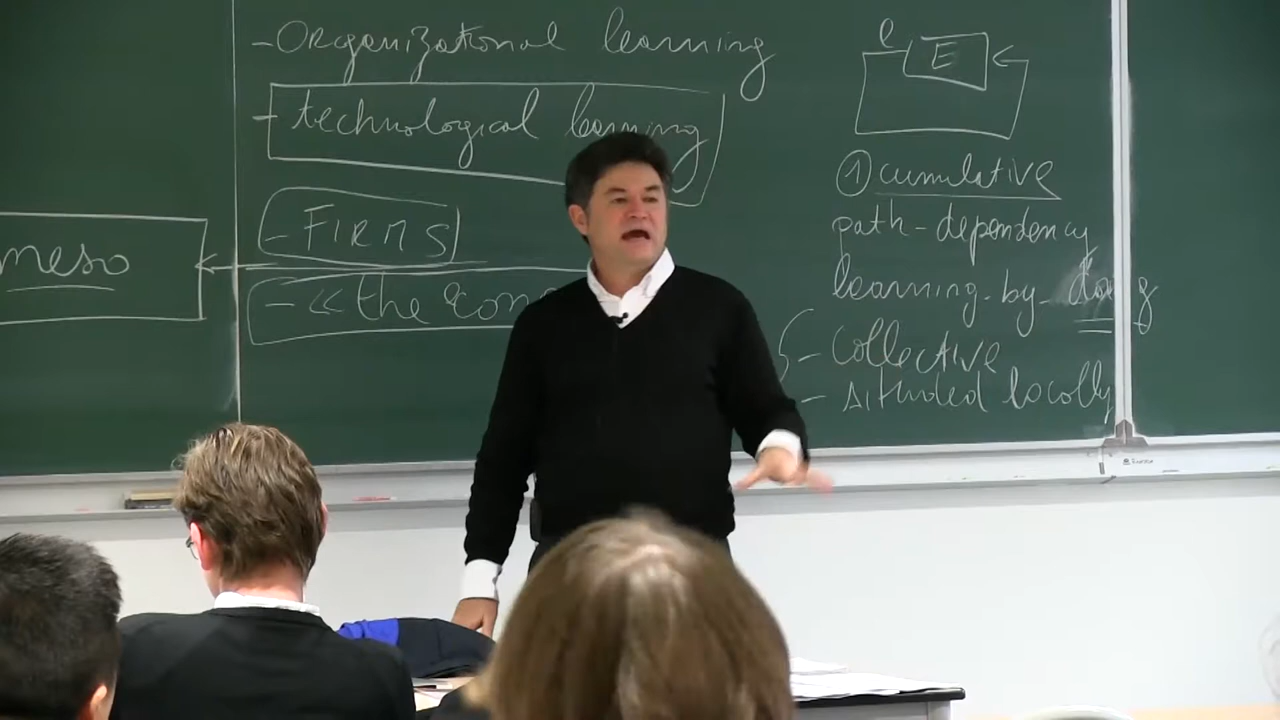 - Organizational learning
- technological learning
- FIRMS
- « the econ
meso
e E
① cumulative
path-dependency
learning-by-doing
- Collective
- situated locally